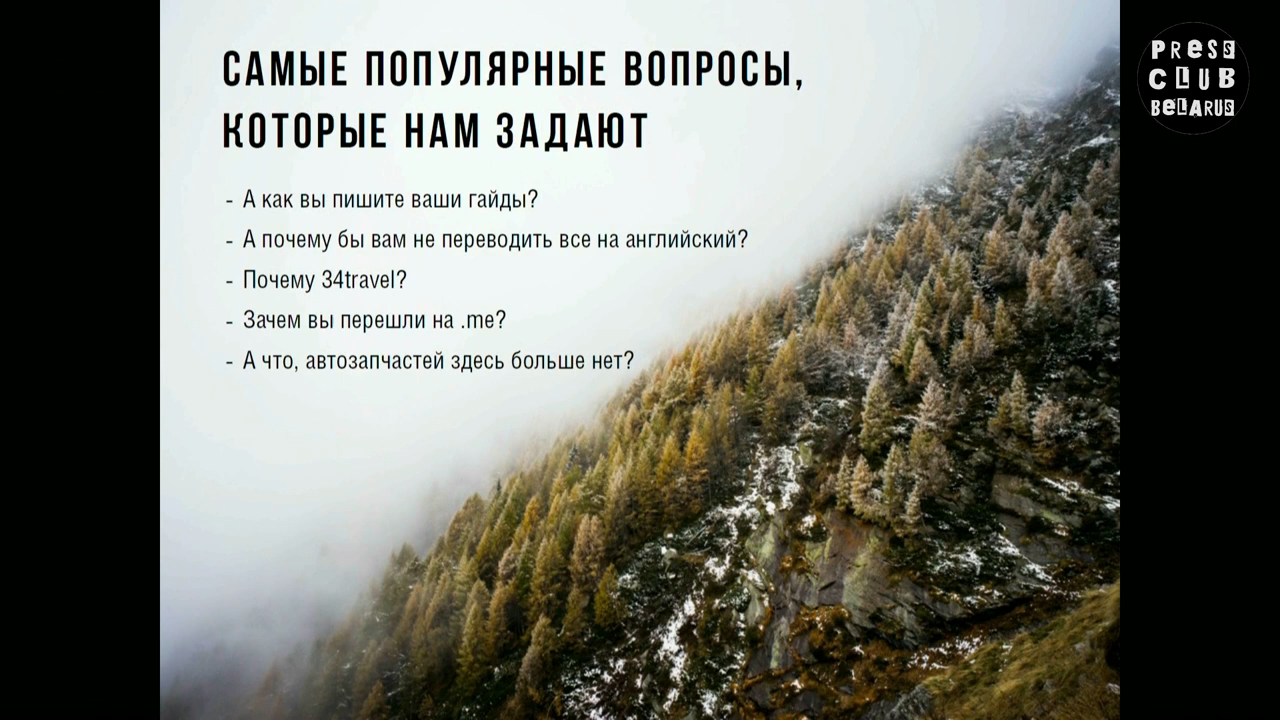 САМЫЕ ПОПУЛЯРНЫЕ ВОПРОСЫ,
КОТОРЫЕ НАМ ЗАДАЮТ
- А как вы пишите ваши гайды?
- А почему бы вам не переводить все на английский?
- Почему 34travel?
- Зачем вы перешли на .me?
- А что, автозапчастей здесь больше нет?
PRESS
CLUB
BELARUS